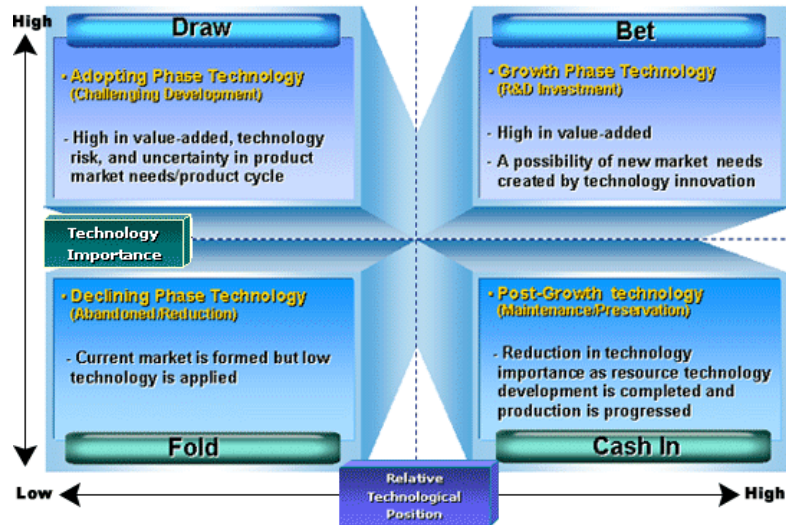 High
Draw
· Adopting Phase Technology
(Challenging Development)
- High in value-added, technology
risk, and uncertainty in product
market needs/product cycle
Bet
· Growth Phase Technology
(R&D Investment)
- High in value-added
- A possibility of new market needs
created by technology innovation
Technology
Importance
· Declining Phase Technology
(Abandoned/Reduction)
- Current market is formed but low
technology is applied
Fold
· Post-Growth technology
(Maintenance/Preservation)
- Reduction in technology
importance as resource technology
development is completed and
production is progressed
Cash In
Low
Relative
Technological
Position
High